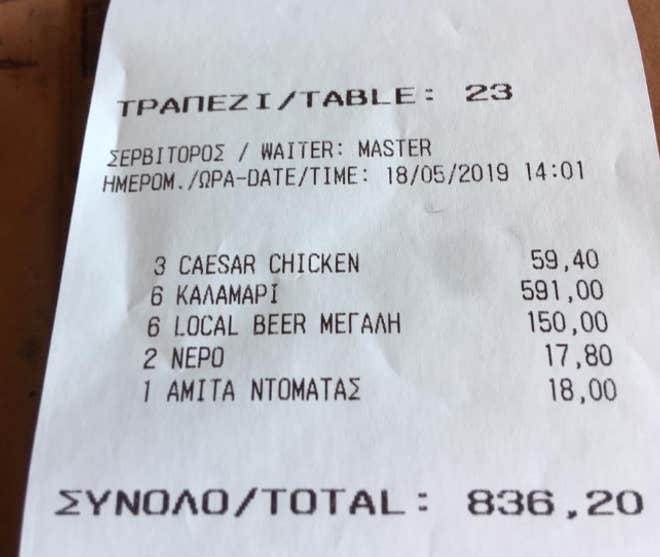 ΤΡΑΠΕΖΙ/TABLE: 23
ΣΕΡΒΙΤΟΡΟΣ / WAITER: MASTER
ΗΜΕΡΟΜ./ΩΡΑ-DATE/TIME: 18/05/2019 14:01
3 CAESAR CHICKEN 59,40
6 ΚΑΛΑΜΑΡΙ 591,00
6 LOCAL BEER ΜΕΓΑΛΗ 150,00
2 ΝΕΡΟ 17,80
1 ΑΜΙΤΑ ΝΤΟΜΑΤΑΣ 18,00
ΣΥΝΟΛΟ/TOTAL: 836,20